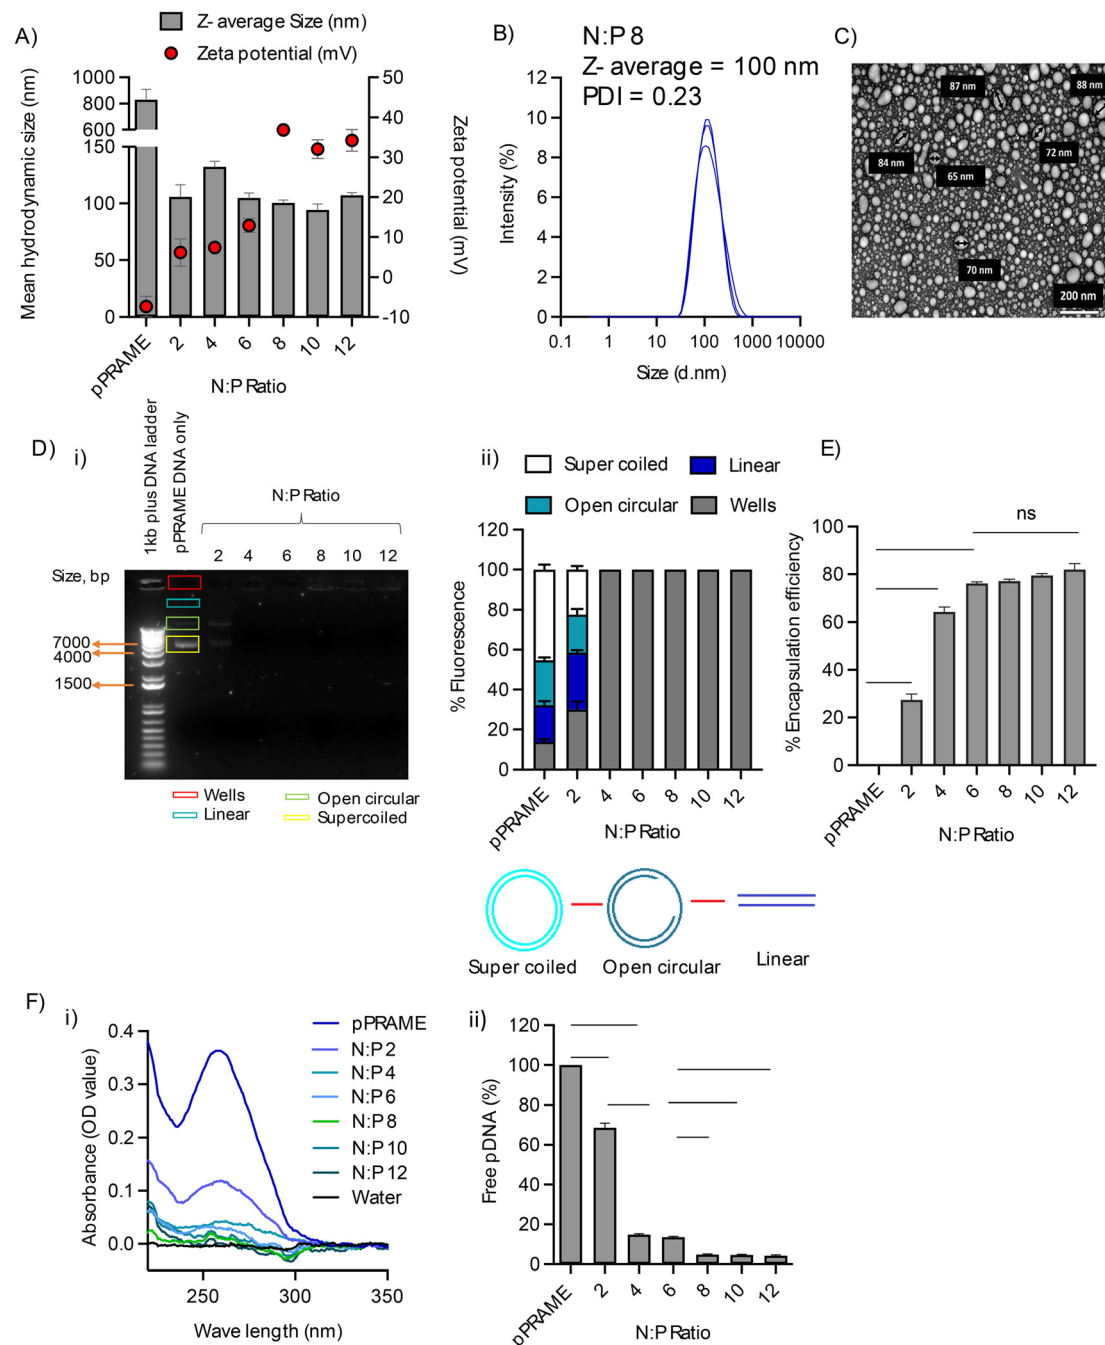 A)
Z- average Size (nm)
Zeta potential (mV)
Mean hydrodynamic size (nm)
1000
800
600
150
100
50
0
50
40
30
20
10
0
-10
Zeta potential (mV)
pPRAME
2
4
6
8
10
12
N:P Ratio
B)
N:P 8
Z- average = 100 nm
PDI = 0.23
Intensity (%)
12
10
8
6
4
2
0
0.1
1
10
100
1000
10000
Size (d.nm)
C)
87 nm
88 nm
84 nm
72 nm
65 nm
70 nm
200 nm
D)
i)
1kb plus DNA ladder
pPRAME DNA only
N:P Ratio
2
4
6
8
10
12
Size, bp
7000
4000
1500
Wells
Open circular
Linear
Supercoiled
ii)
Super coiled
Linear
Open circular
Wells
% Fluorescence
120
100
80
60
40
20
0
pPRAME
2
4
6
8
10
12
N:P Ratio
Super coiled
Open circular
Linear
E)
% Encapsulation efficiency
100
80
60
40
20
0
ns
pPRAME
2
4
6
8
10
12
N:P Ratio
F)
i)
Absorbance (OD value)
0.4
0.3
0.2
0.1
0.0
pPRAME
N:P 2
N:P 4
N:P 6
N:P 8
N:P 10
N:P 12
Water
250
300
350
Wave length (nm)
ii)
Free pDNA (%)
120
100
80
60
40
20
0
pPRAME
2
4
6
8
10
12
N:P Ratio